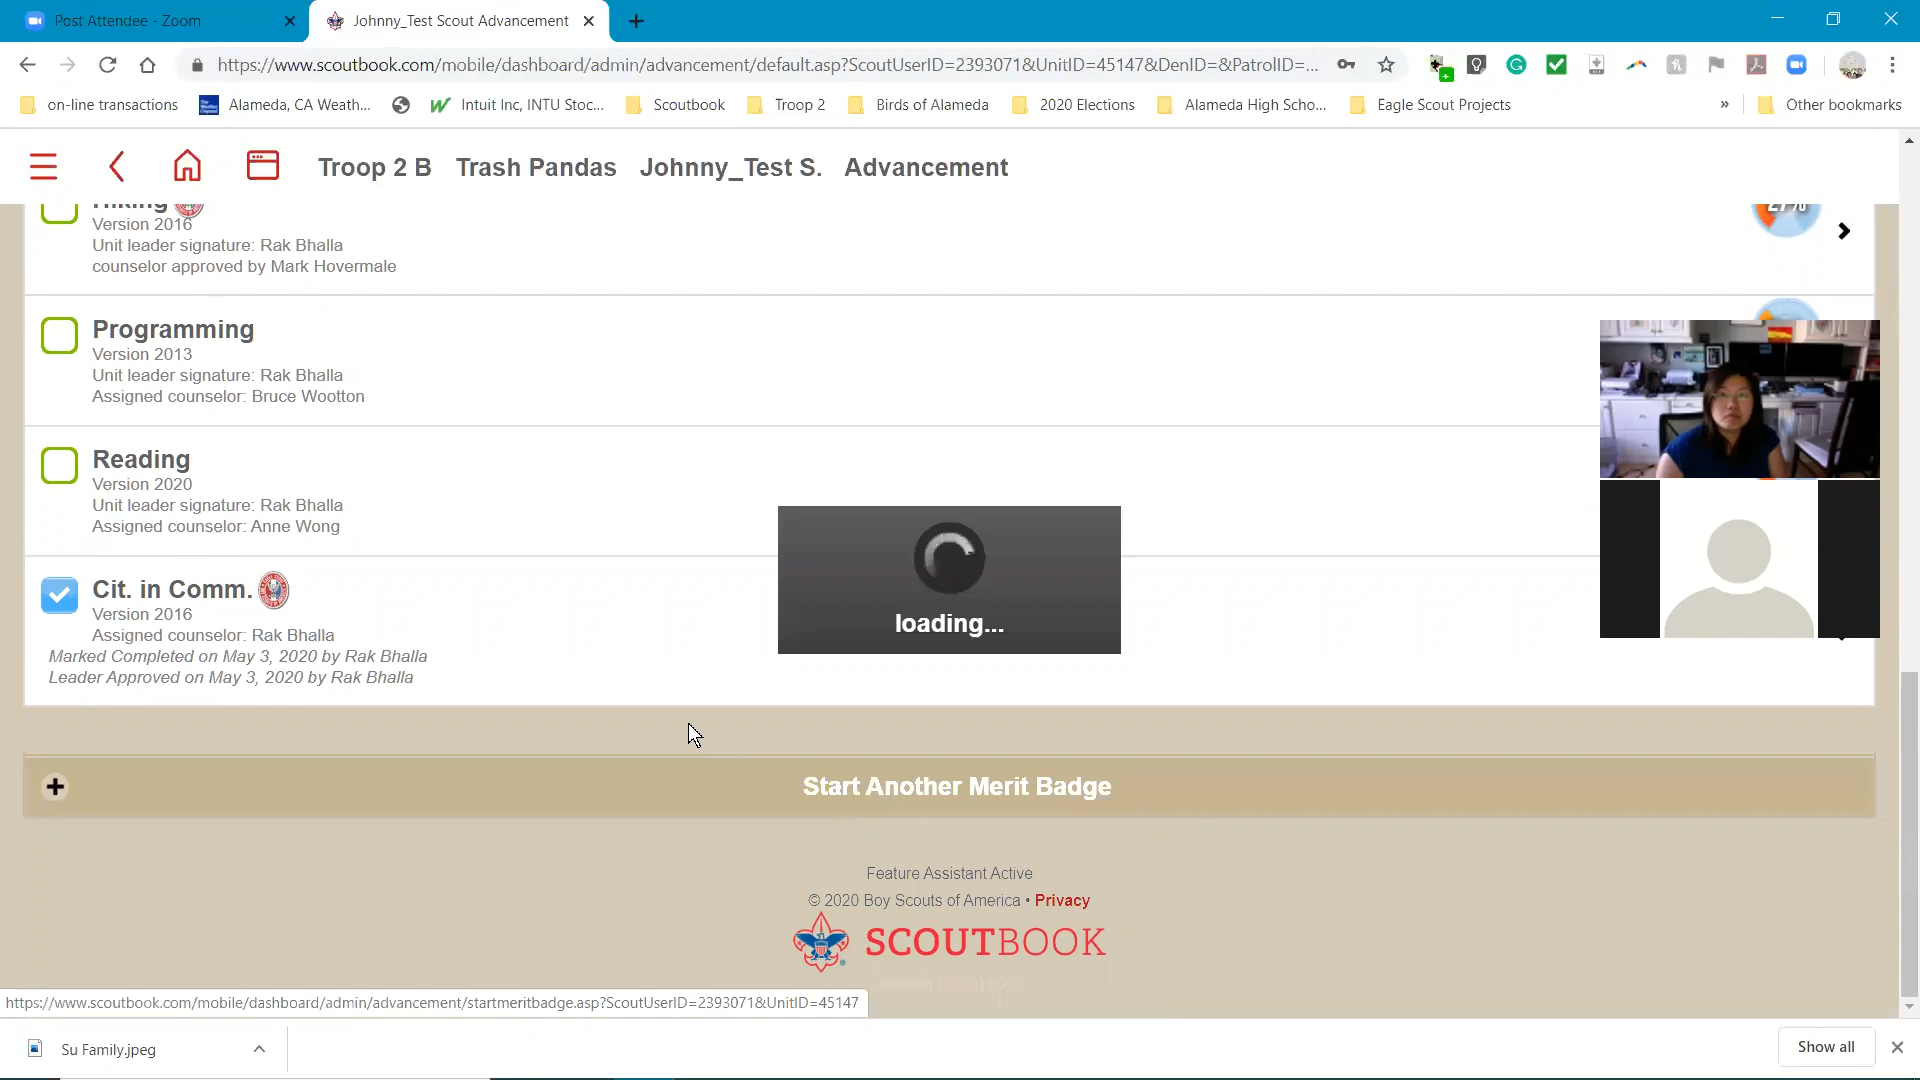 Post Attendee - Zoom
Johnny_Test Scout Advancement
https://www.scoutbook.com/mobile/dashboard/admin/advancement/default.asp?ScoutUserID=2393071&UnitID=45147&DenID=&PatrolID=...
on-line transactions
Alameda, CA Weath...
Intuit Inc, INTU Stoc...
Scoutbook
Troop 2
Birds of Alameda
2020 Elections
Alameda High Scho...
Eagle Scout Projects
»
Other bookmarks
Troop 2 B Trash Pandas Johnny_Test S. Advancement
Hiking
27%
Version 2016
Unit leader signature: Rak Bhalla
counselor approved by Mark Hovermale
Programming
Version 2013
Unit leader signature: Rak Bhalla
Assigned counselor: Bruce Wootton
Reading
Version 2020
Unit leader signature: Rak Bhalla
Assigned counselor: Anne Wong
loading...
Cit. in Comm.
Version 2016
Assigned counselor: Rak Bhalla
Marked Completed on May 3, 2020 by Rak Bhalla
Leader Approved on May 3, 2020 by Rak Bhalla
Start Another Merit Badge
Feature Assistant Active
© 2020 Boy Scouts of America • Privacy
SCOUTBOOK
https://www.scoutbook.com/mobile/dashboard/admin/advancement/startmeritbadge.asp?ScoutUserID=2393071&UnitID=45147
Su Family.jpeg
Show all